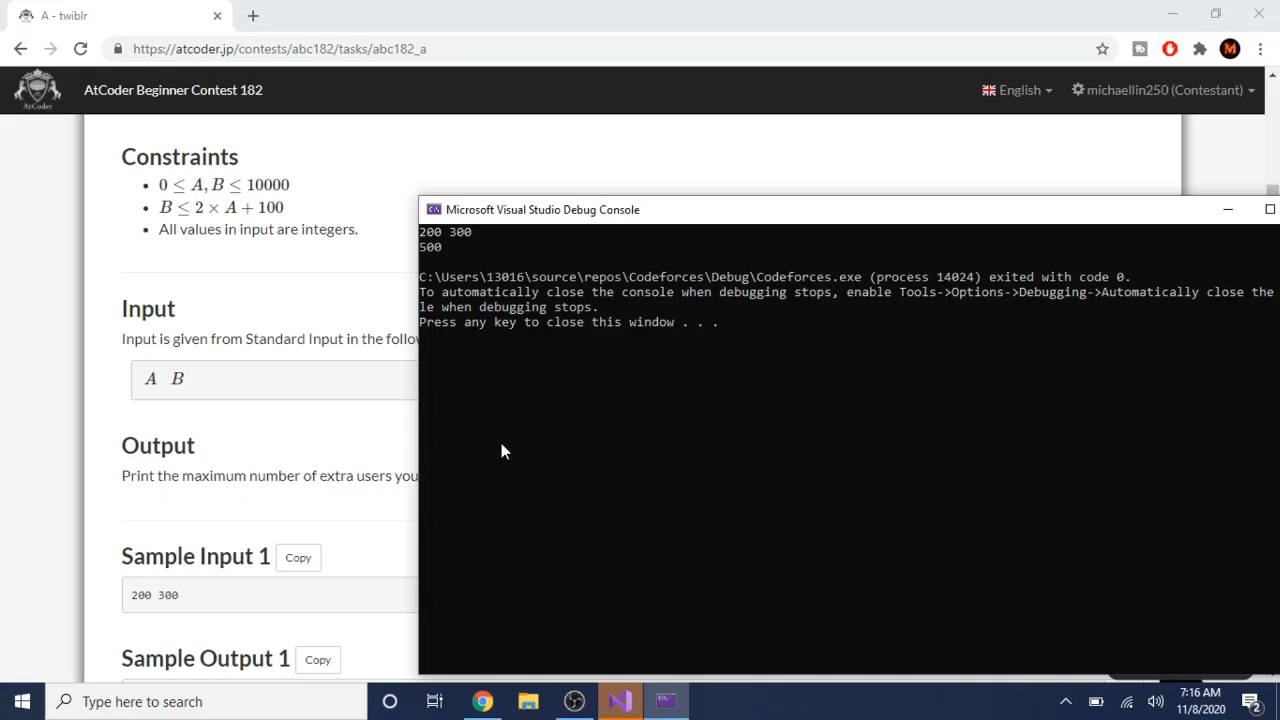 A - twiblr
https://atcoder.jp/contests/abc182/tasks/abc182_a
M
AtCoder
AtCoder Beginner Contest 182
English
michaellin250 (Contestant)
Constraints
0 ≤ A, B ≤ 10000
B ≤ 2 × A + 100
All values in input are integers.
Input
Input is given from Standard Input in the follow
A B
Output
Print the maximum number of extra users you
Sample Input 1
Copy
200 300
Sample Output 1
Copy
Microsoft Visual Studio Debug Console
200 300
500
C:\Users\13016\source\repos\Codeforces\Debug\Codeforces.exe (process 14024) exited with code 0.
To automatically close the console when debugging stops, enable Tools->Options->Debugging->Automatically close the
le when debugging stops.
Press any key to close this window . . .
Type here to search
7:16 AM
11/8/2020
2